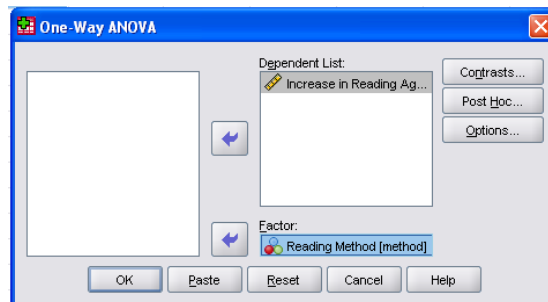 One-Way ANOVA
Dependent List:
Increase in Reading Ag...
Contrasts...
Post Hoc...
Options...
Factor:
Reading Method [method]
OK Paste Reset Cancel Help